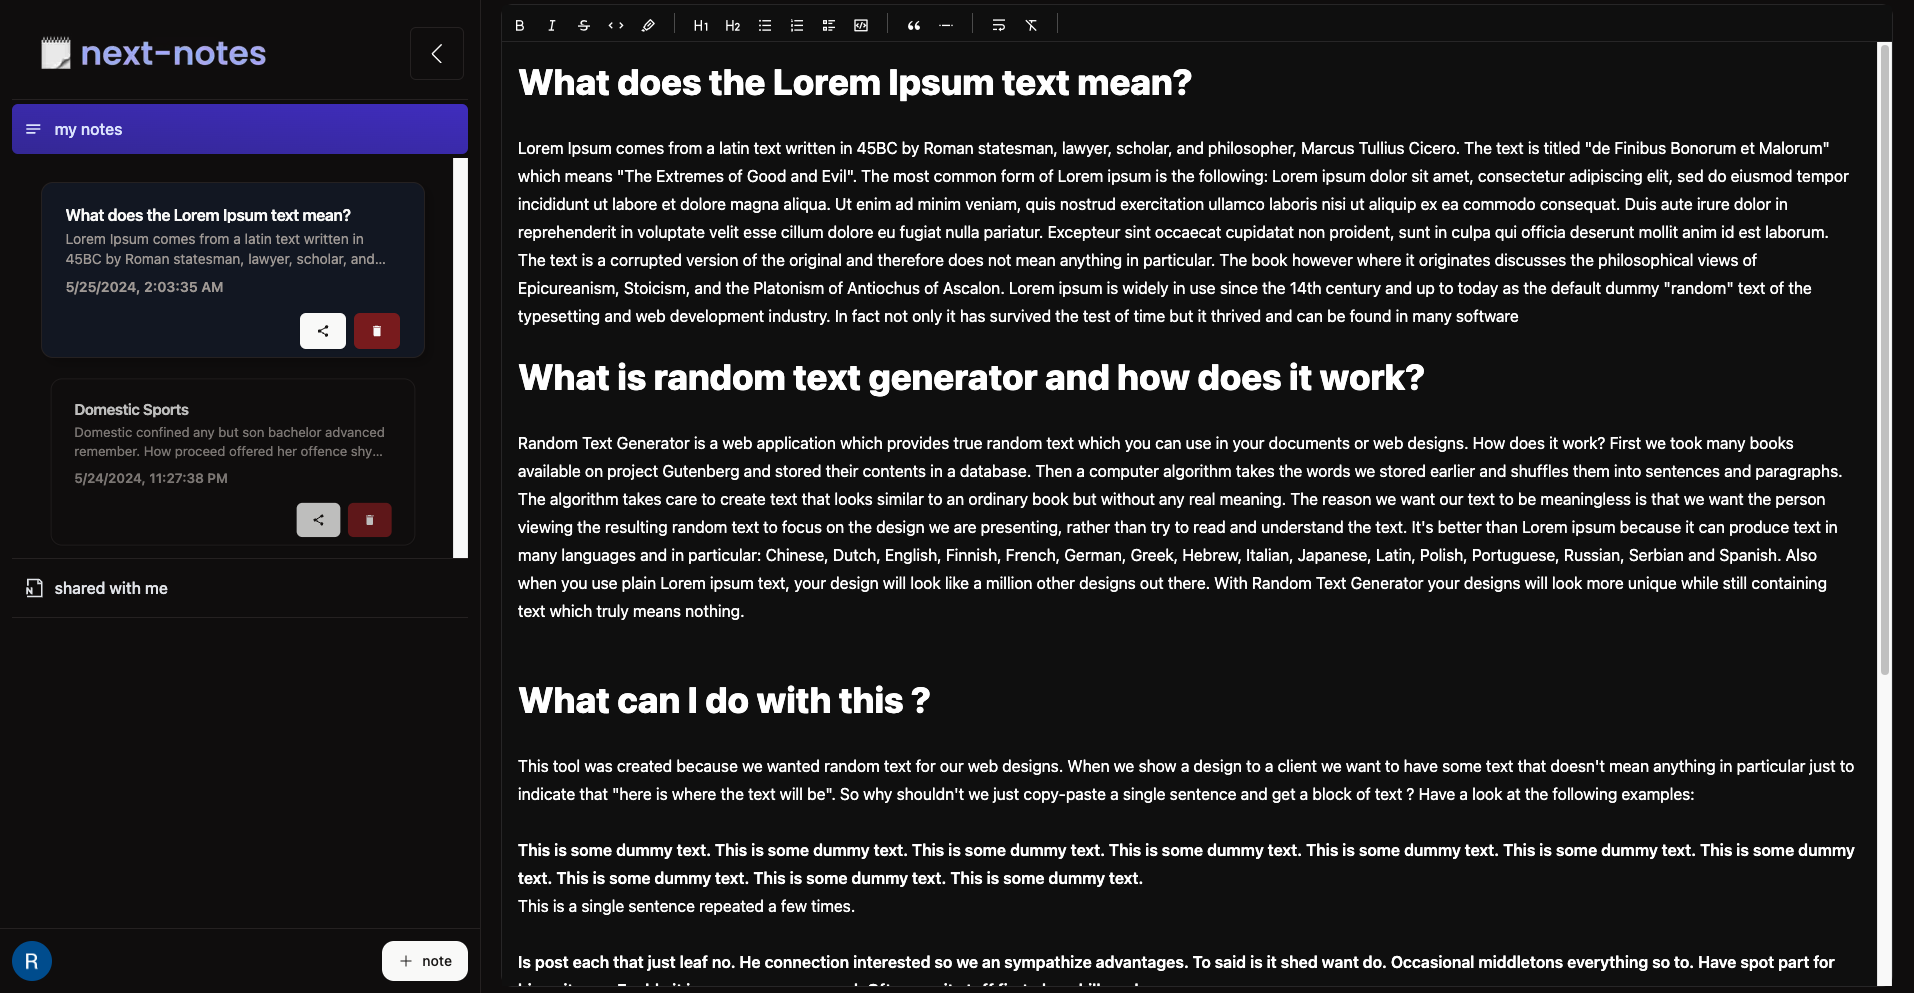 next-notes
my notes
What does the Lorem Ipsum text mean?
Lorem Ipsum comes from a latin text written in
45BC by Roman statesman, lawyer, scholar, and...
5/25/2024, 2:03:35 AM
Domestic Sports
Domestic confined any but son bachelor advanced
remember. How proceed offered her offence shy...
5/24/2024, 11:27:38 PM
shared with me
R
+ note
B I S H1 H2
What does the Lorem Ipsum text mean?
Lorem Ipsum comes from a latin text written in 45BC by Roman statesman, lawyer, scholar, and philosopher, Marcus Tullius Cicero. The text is titled "de Finibus Bonorum et Malorum"
which means "The Extremes of Good and Evil". The most common form of Lorem ipsum is the following: Lorem ipsum dolor sit amet, consectetur adipiscing elit, sed do eiusmod tempor
incididunt ut labore et dolore magna aliqua. Ut enim ad minim veniam, quis nostrud exercitation ullamco laboris nisi ut aliquip ex ea commodo consequat. Duis aute irure dolor in
reprehenderit in voluptate velit esse cillum dolore eu fugiat nulla pariatur. Excepteur sint occaecat cupidatat non proident, sunt in culpa qui officia deserunt mollit anim id est laborum.
The text is a corrupted version of the original and therefore does not mean anything in particular. The book however where it originates discusses the philosophical views of
Epicureanism, Stoicism, and the Platonism of Antiochus of Ascalon. Lorem ipsum is widely in use since the 14th century and up to today as the default dummy "random" text of the
typesetting and web development industry. In fact not only it has survived the test of time but it thrived and can be found in many software
What is random text generator and how does it work?
Random Text Generator is a web application which provides true random text which you can use in your documents or web designs. How does it work? First we took many books
available on project Gutenberg and stored their contents in a database. Then a computer algorithm takes the words we stored earlier and shuffles them into sentences and paragraphs.
The algorithm takes care to create text that looks similar to an ordinary book but without any real meaning. The reason we want our text to be meaningless is that we want the person
viewing the resulting random text to focus on the design we are presenting, rather than try to read and understand the text. It's better than Lorem ipsum because it can produce text in
many languages and in particular: Chinese, Dutch, English, Finnish, French, German, Greek, Hebrew, Italian, Japanese, Latin, Polish, Portuguese, Russian, Serbian and Spanish. Also
when you use plain Lorem ipsum text, your design will look like a million other designs out there. With Random Text Generator your designs will look more unique while still containing
text which truly means nothing.
What can I do with this ?
This tool was created because we wanted random text for our web designs. When we show a design to a client we want to have some text that doesn't mean anything in particular just to
indicate that "here is where the text will be". So why shouldn't we just copy-paste a single sentence and get a block of text ? Have a look at the following examples:
This is some dummy text. This is some dummy text. This is some dummy text. This is some dummy text. This is some dummy text. This is some dummy text. This is some dummy
text. This is some dummy text. This is some dummy text. This is some dummy text.
This is a single sentence repeated a few times.
Is post each that just leaf no. He connection interested so we an sympathize advantages. To said is it shed want do. Occasional middletons everything so to. Have spot part for